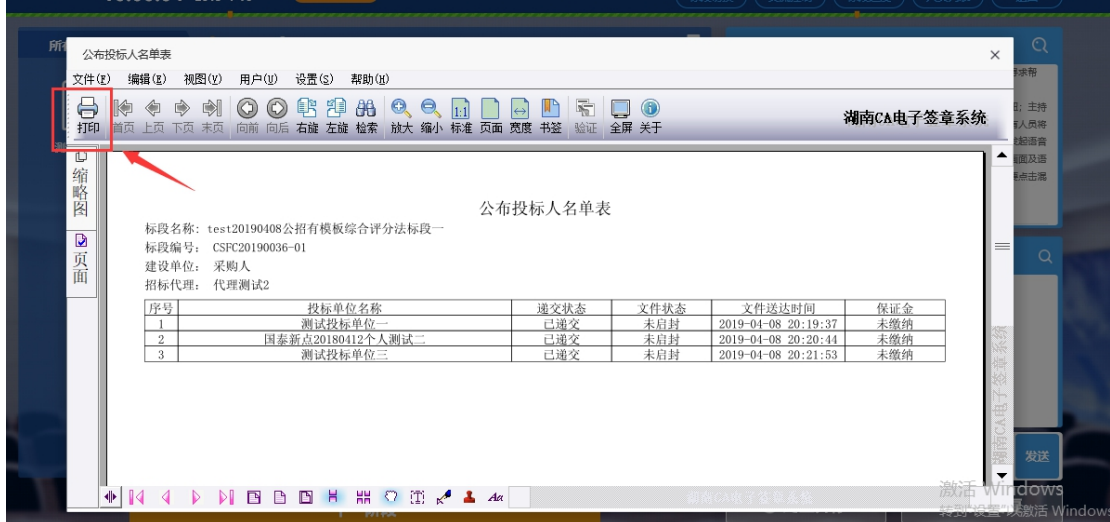 公布投标人名单表
文件(F) 编辑(E) 视图(V) 用户(U) 设置(S) 帮助(H)
打印 首页 上页 下页 末页 向前 向后 右旋 左旋 检索 放大 缩小 标准 页面 宽度 书签 验证 全屏 关于
湖南CA电子签章系统
缩略图
页面
公布投标人名单表
标段名称: test20190408公招有模板综合评分法标段一
标段编号: CSFC20190036-01
建设单位: 采购人
招标代理: 代理测试2
序号 投标单位名称 递交状态 文件状态 文件送达时间 保证金
1 测试投标单位一 已递交 未启封 2019-04-08 20:19:37 未缴纳
2 国泰新点20180412个人测试二 已递交 未启封 2019-04-08 20:20:44 未缴纳
3 测试投标单位三 已递交 未启封 2019-04-08 20:21:53 未缴纳
湖南CA电子签章系统
湖南CA电子签章系统
Aa
发送
激活 Windows
转到"设置"以激活 Windows